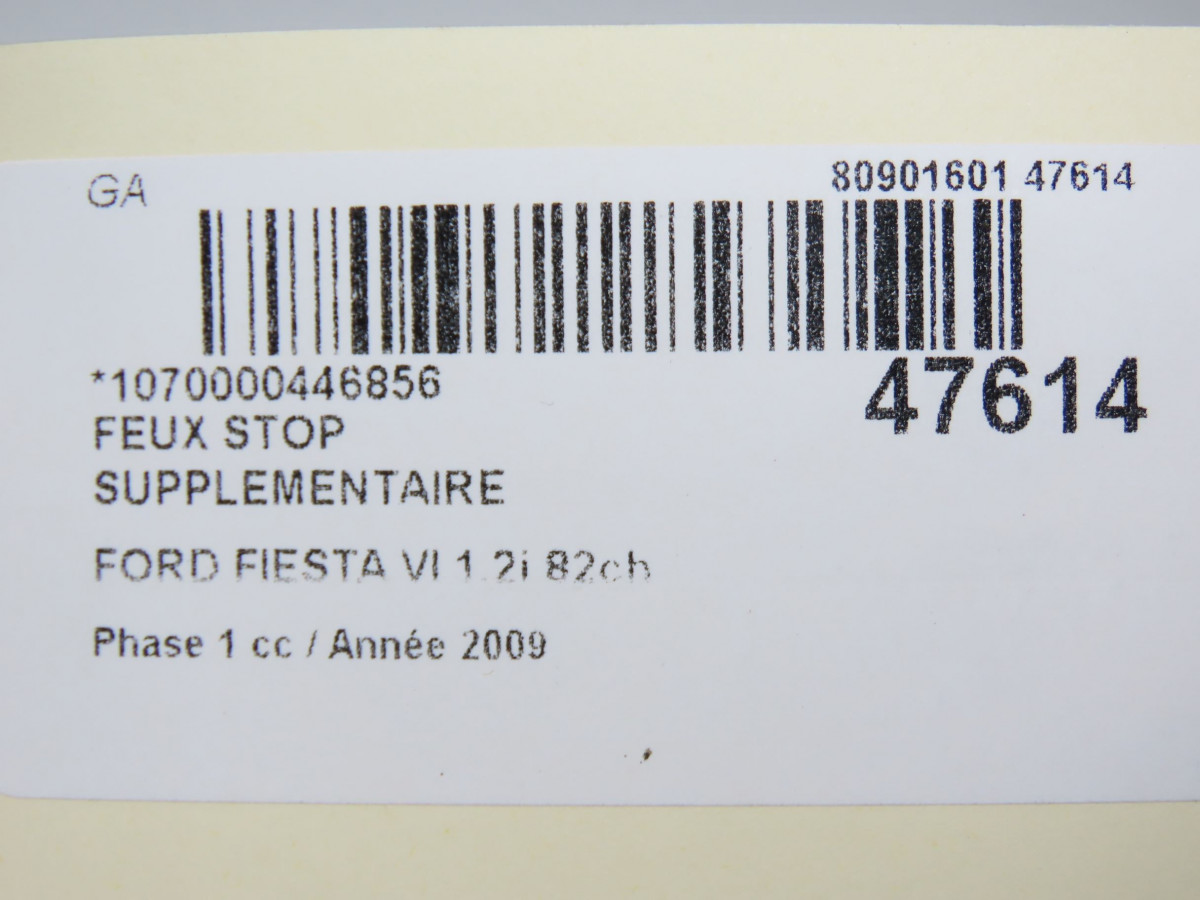 GA
80901601 47614
*1070000446856
47614
FEUX STOP
SUPPLEMENTAIRE
FORD FIESTA VI 1.2i 82ch
Phase 1 cc / Année 2009